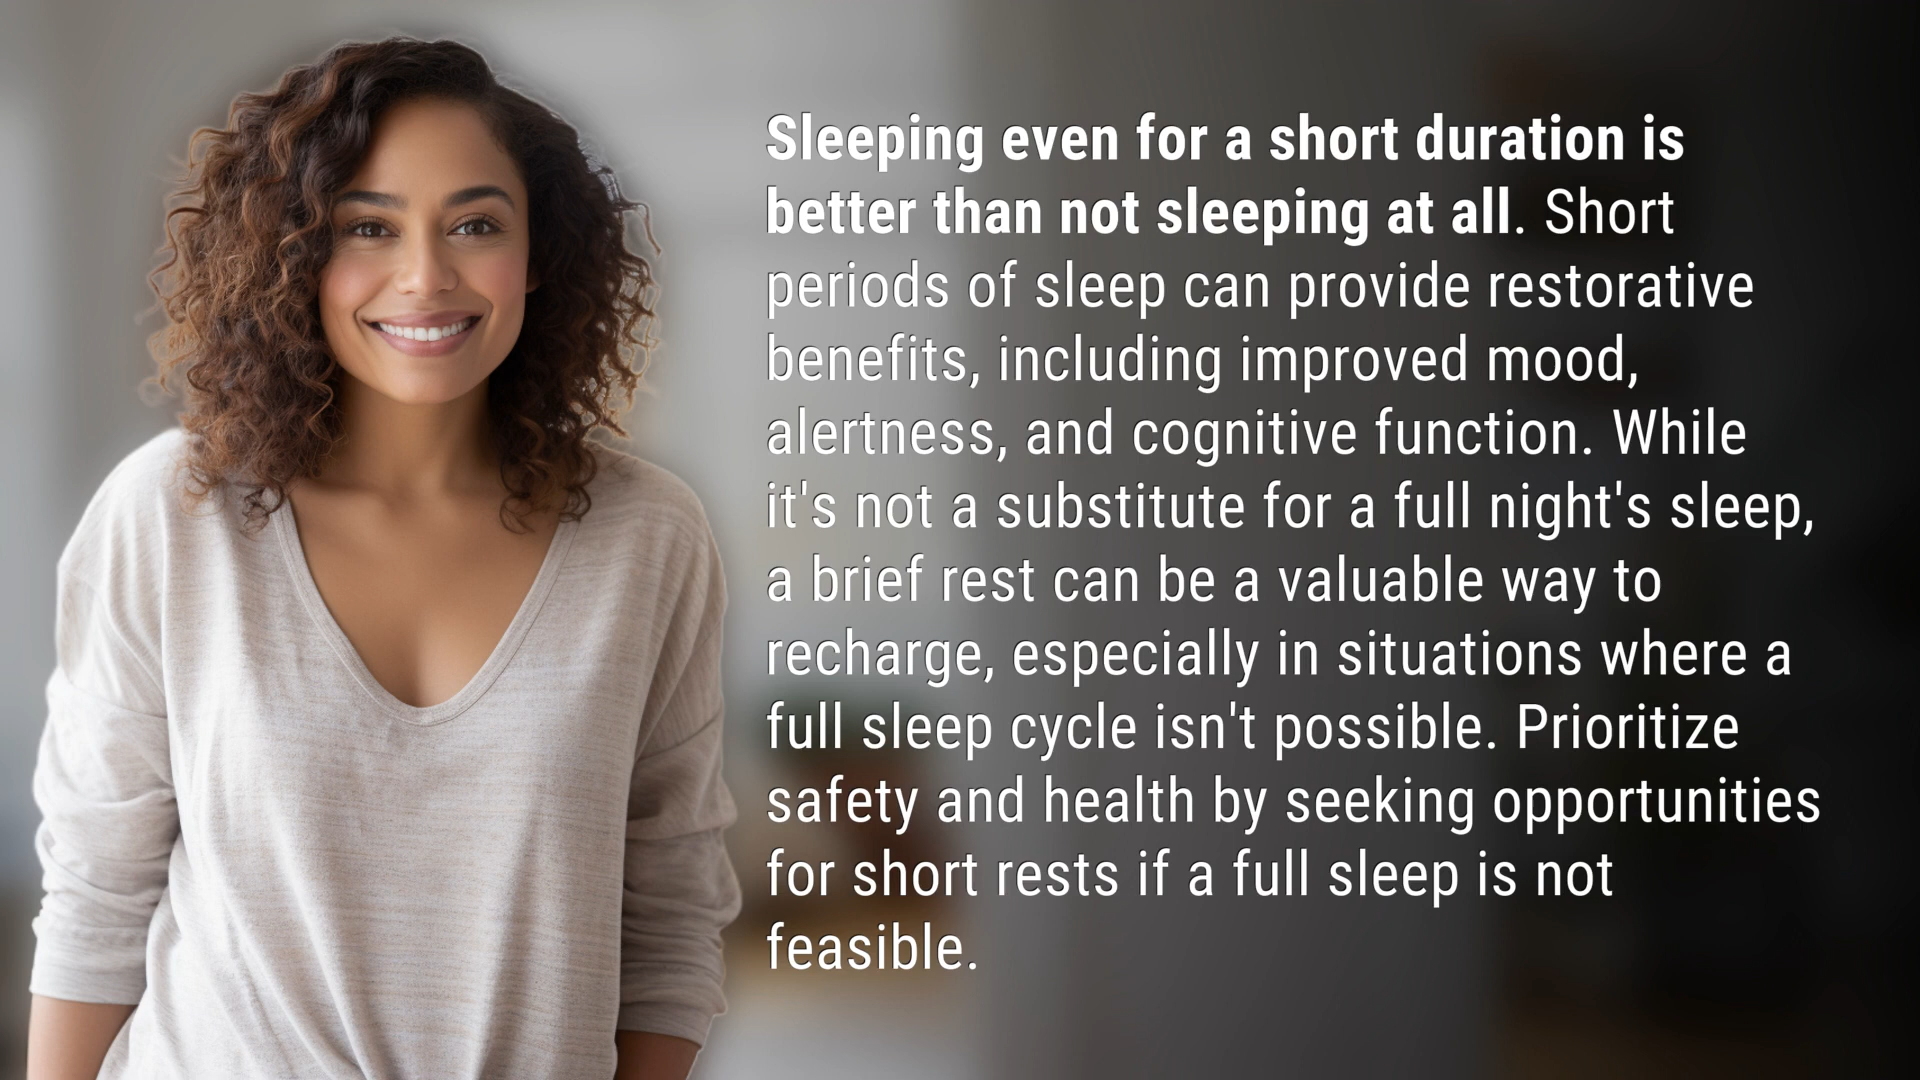 Sleeping even for a short duration is
better than not sleeping at all. Short
periods of sleep can provide restorative
benefits, including improved mood,
alertness, and cognitive function. While
it's not a substitute for a full night's sleep,
a brief rest can be a valuable way to
recharge, especially in situations where a
full sleep cycle isn't possible. Prioritize
safety and health by seeking opportunities
for short rests if a full sleep is not
feasible.